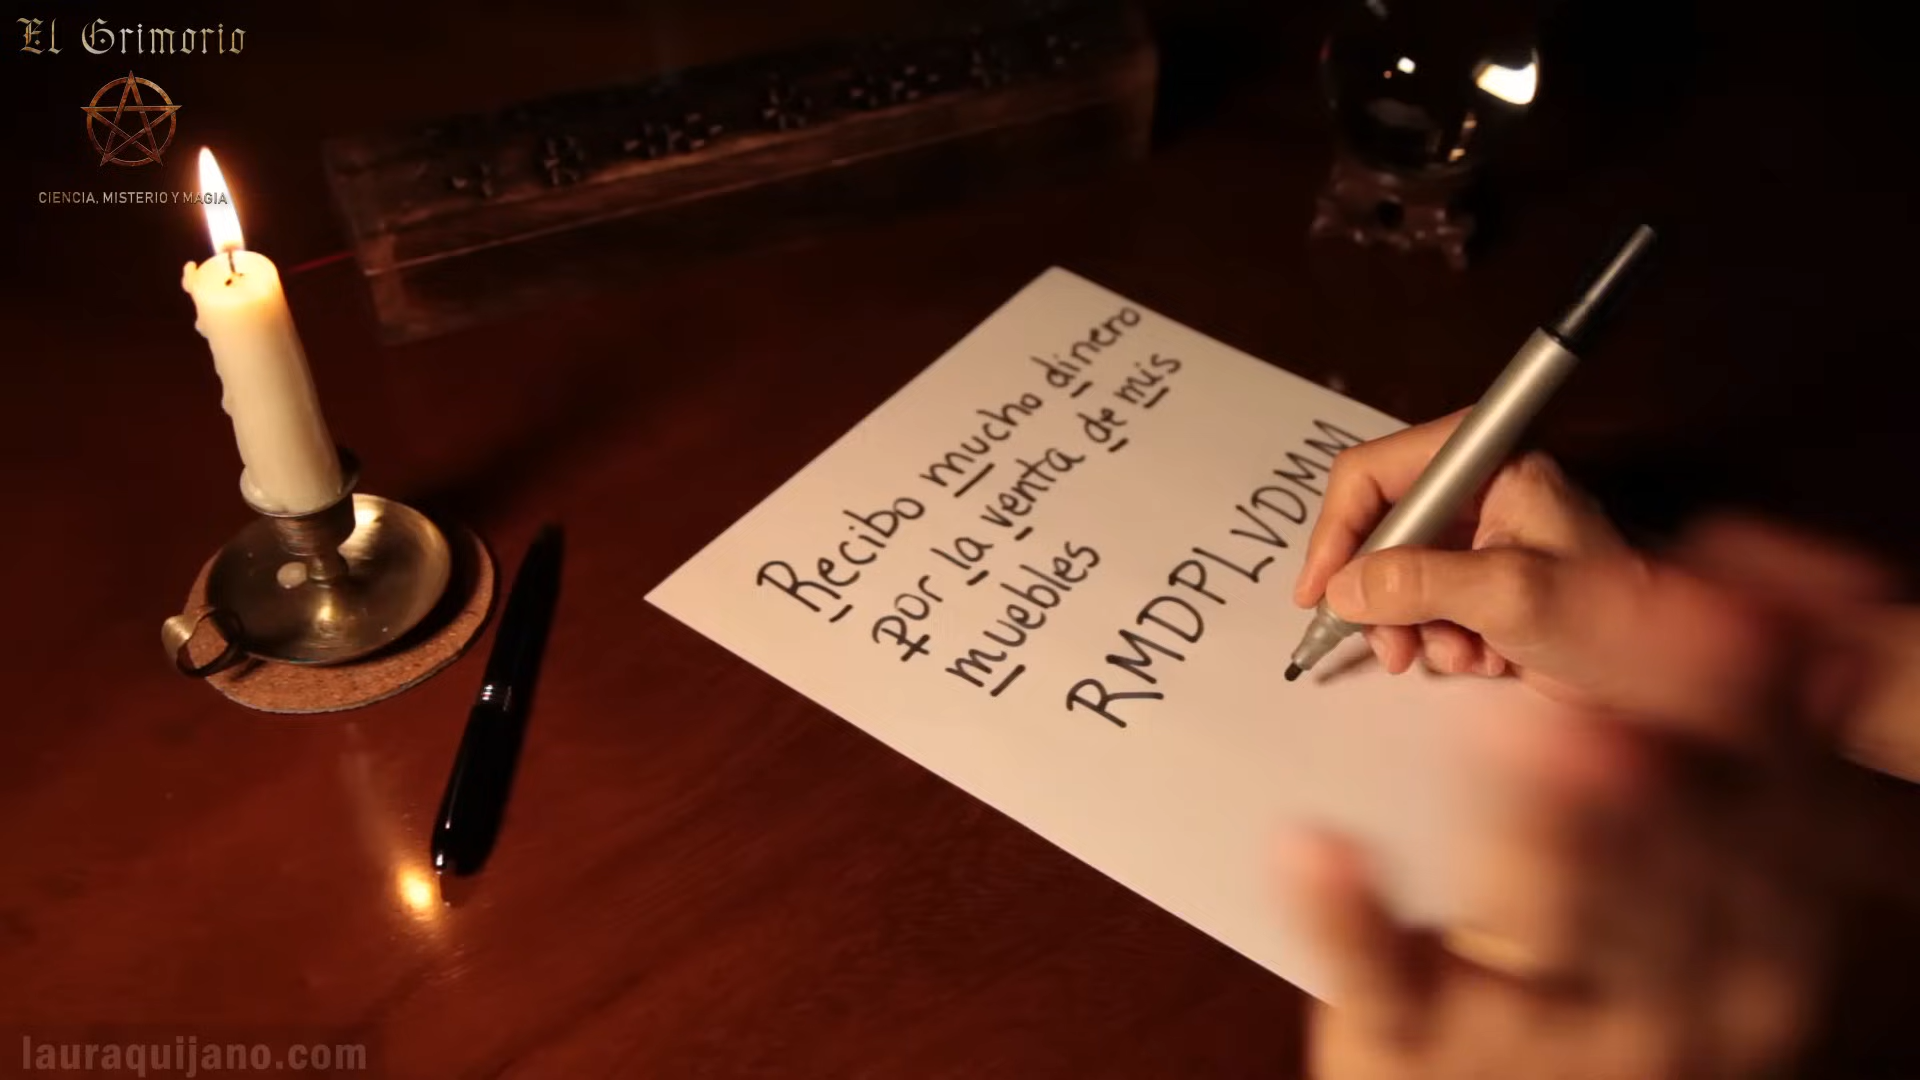 El Grimorio
CIENCIA, MISTERIO Y MAGIA
Recibo mucho dinero
por la venta de mis
muebles
RMDPLVDMM
lauraquijano.com